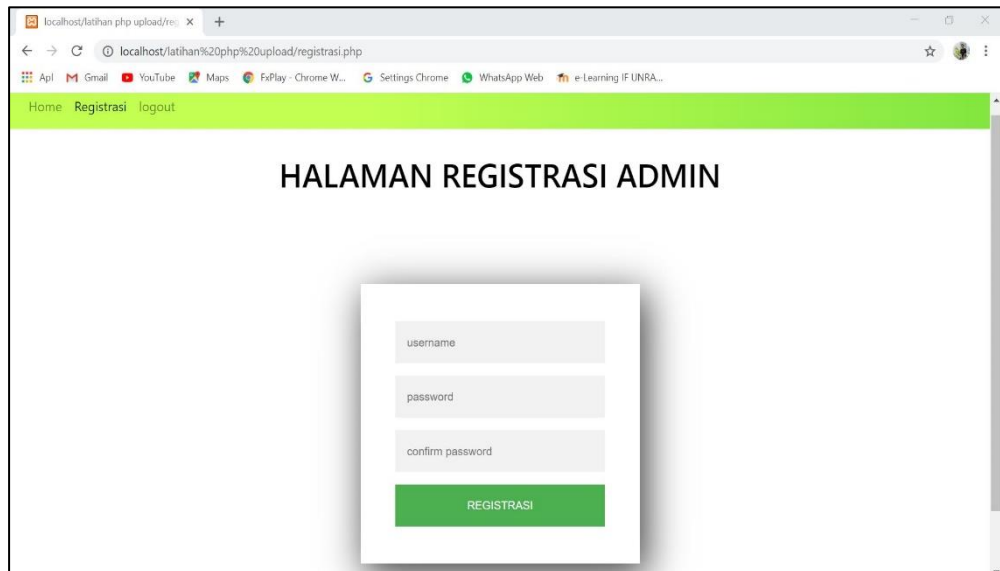 localhost/latihan php upload/reg
localhost/latihan%20php%20upload/registrasi.php
Apl Gmail YouTube Maps FxPlay - Chrome W... Settings Chrome WhatsApp Web e-Learning IF UNRA...
Home Registrasi logout
HALAMAN REGISTRASI ADMIN
username
password
confirm password
REGISTRASI